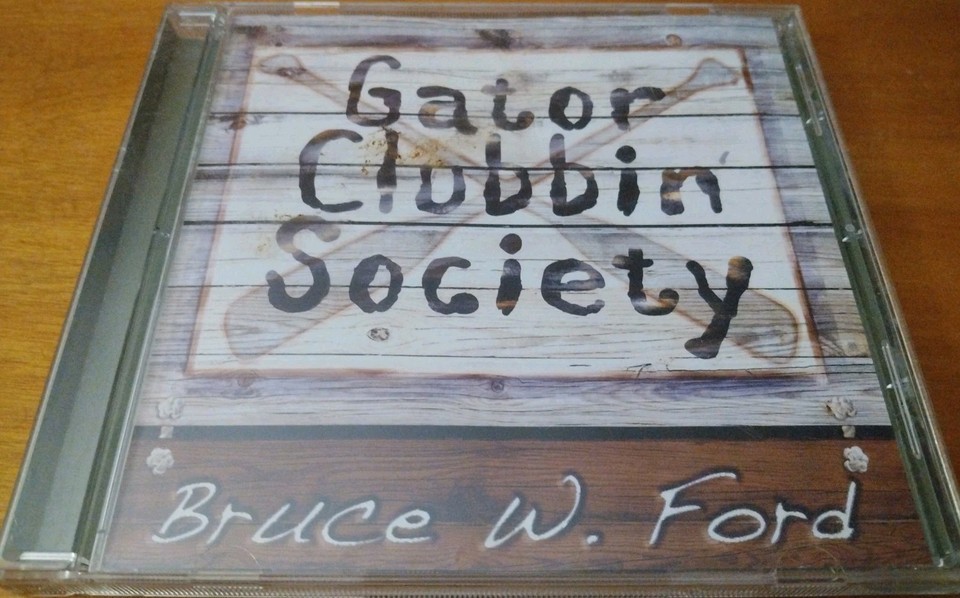 Gator
Clubbin'
Society
Bruce W. Ford